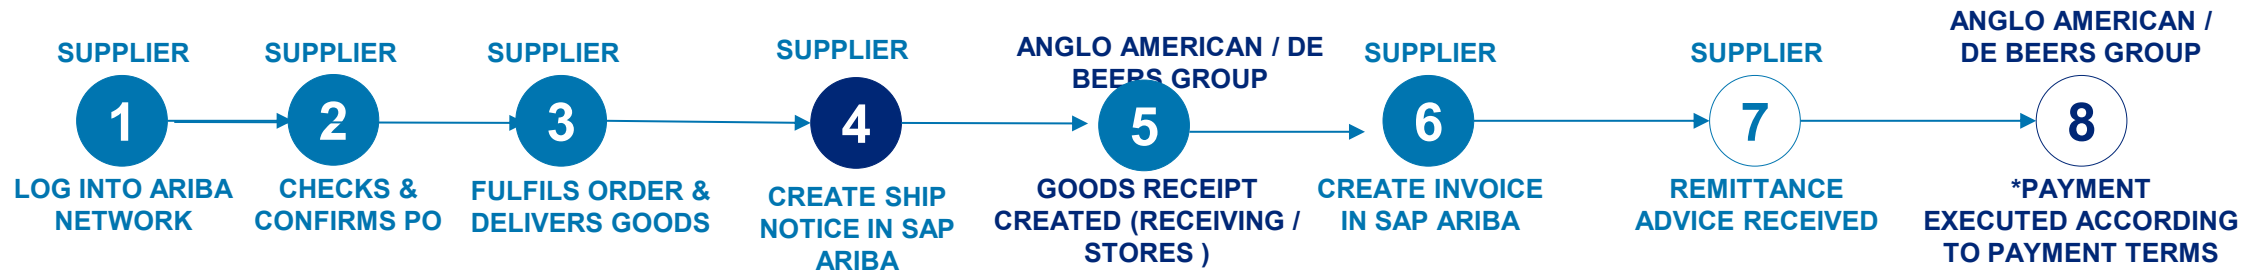 SUPPLIER
1
LOG INTO ARIBA
NETWORK
SUPPLIER
2
CHECKS &
CONFIRMS PO
SUPPLIER
3
FULFILS ORDER &
DELIVERS GOODS
SUPPLIER
4
CREATE SHIP
NOTICE IN SAP
ARIBA
ANGLO AMERICAN / DE
BEERS GROUP
5
GOODS RECEIPT
CREATED (RECEIVING /
STORES )
SUPPLIER
6
CREATE INVOICE
IN SAP ARIBA
SUPPLIER
7
REMITTANCE
ADVICE RECEIVED
ANGLO AMERICAN /
DE BEERS GROUP
8
*PAYMENT
EXECUTED ACCORDING
TO PAYMENT TERMS